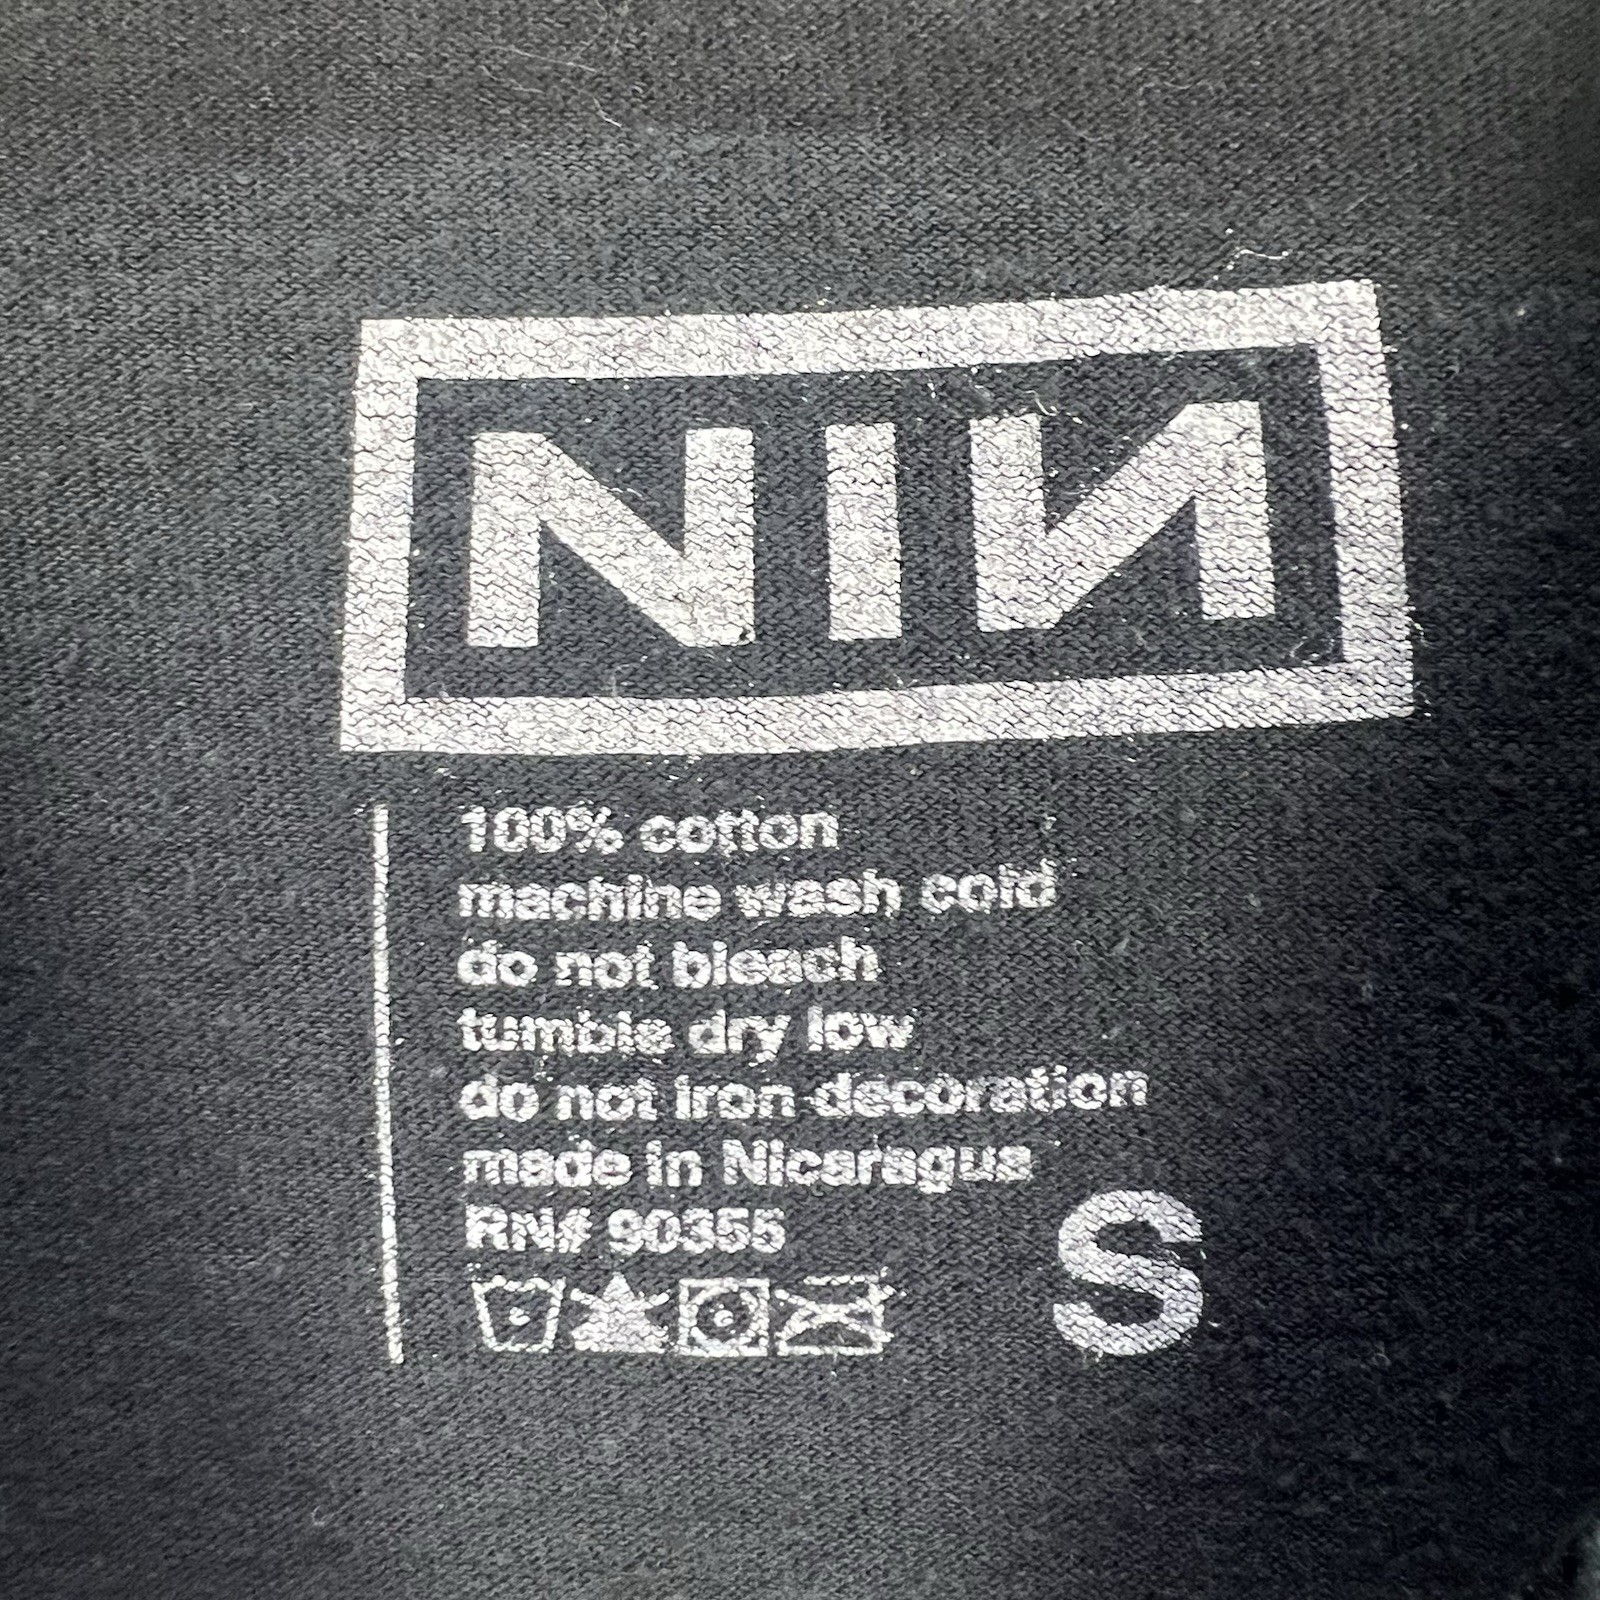 NIИ
100% cotton
machine wash cold
do not bleach
tumble dry low
do not iron decoration
made in Nicaragua
RN# 90355
S